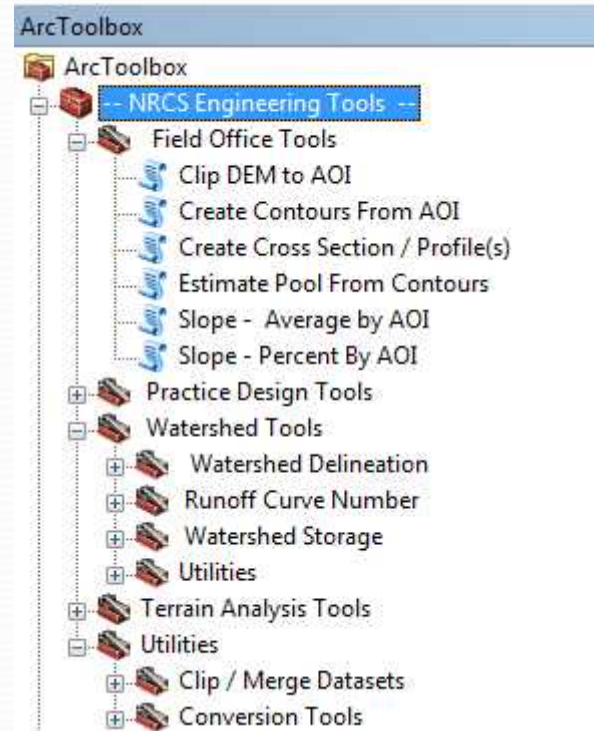 ArcToolbox
ArcToolbox
-- NRCS Engineering Tools --
Field Office Tools
Clip DEM to AOI
Create Contours From AOI
Create Cross Section / Profile(s)
Estimate Pool From Contours
Slope - Average by AOI
Slope - Percent By AOI
Practice Design Tools
Watershed Tools
Watershed Delineation
Runoff Curve Number
Watershed Storage
Utilities
Terrain Analysis Tools
Utilities
Clip / Merge Datasets
Conversion Tools